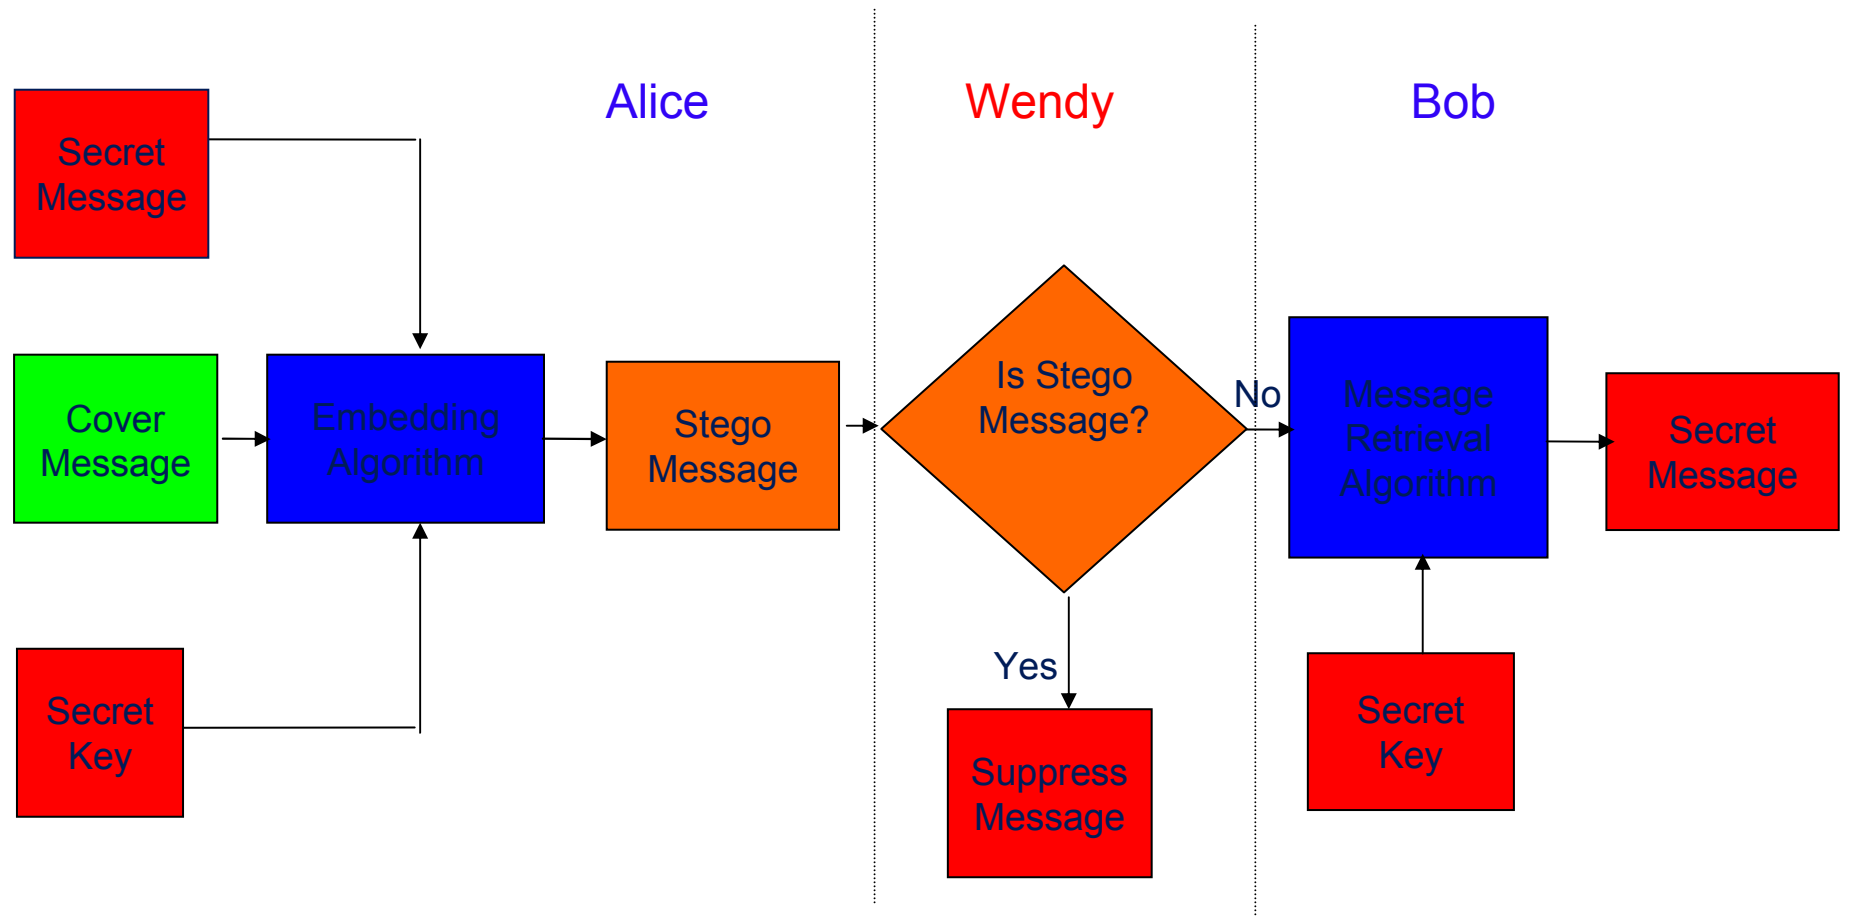 Alice
Wendy
Bob
Secret
Message
Cover
Message
Embedding
Algorithm
Stego
Message
Is Stego
Message?
No
Message
Retrieval
Algorithm
Secret
Message
Yes
Secret
Key
Suppress
Message
Secret
Key